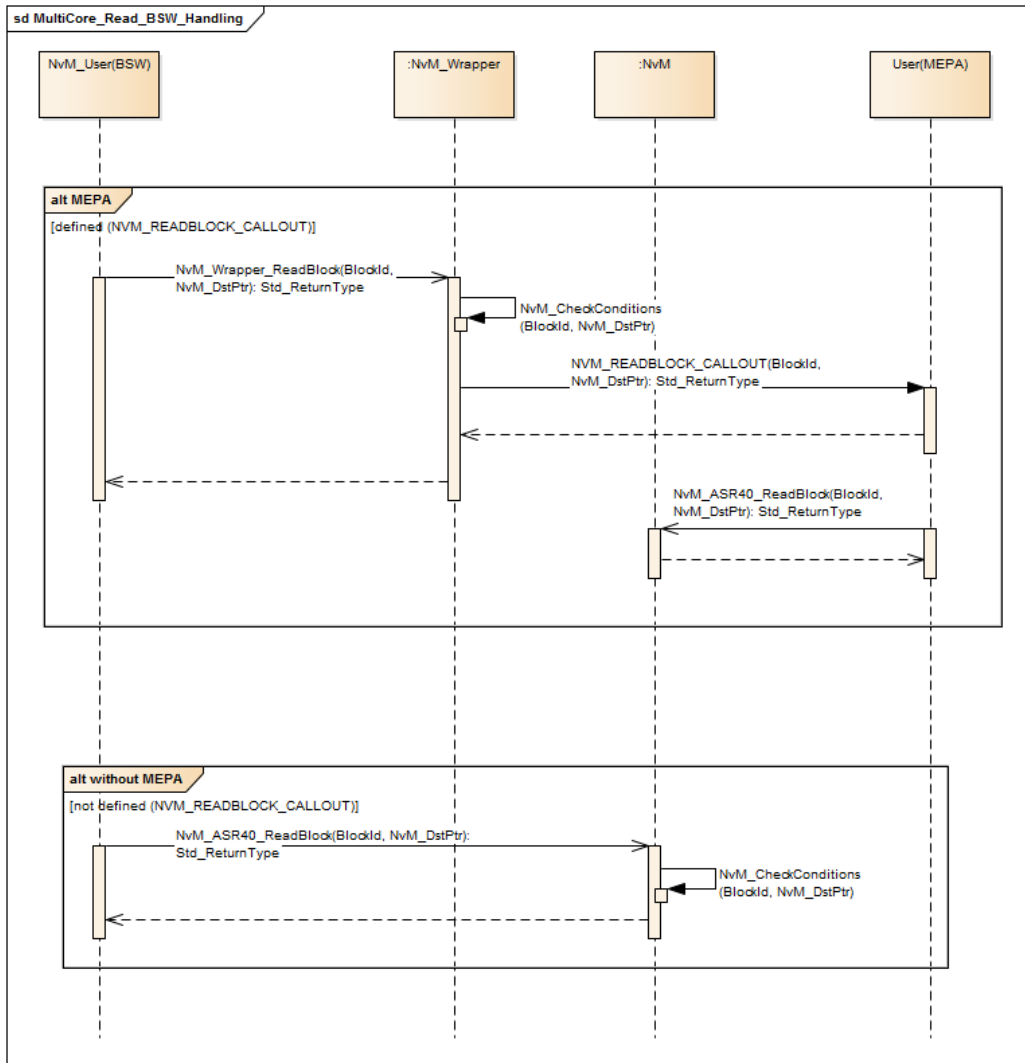 sd MultiCore_Read_BSW_Handling
NvM_User(BSW)
:NvM_Wrapper
:NvM
User(MEPA)
alt MEPA
[defined (NVM_READBLOCK_CALLOUT)]
NvM_Wrapper_ReadBlock(BlockId,
NvM_DstPtr): Std_ReturnType
NvM_CheckConditions
(BlockId, NvM_DstPtr)
NVM_READBLOCK_CALLOUT(BlockId,
NvM_DstPtr): Std_ReturnType
NvM_ASR40_ReadBlock(BlockId,
NvM_DstPtr): Std_ReturnType
alt without MEPA
[not defined (NVM_READBLOCK_CALLOUT)]
NvM_ASR40_ReadBlock(BlockId, NvM_DstPtr):
Std_ReturnType
NvM_CheckConditions
(BlockId, NvM_DstPtr)